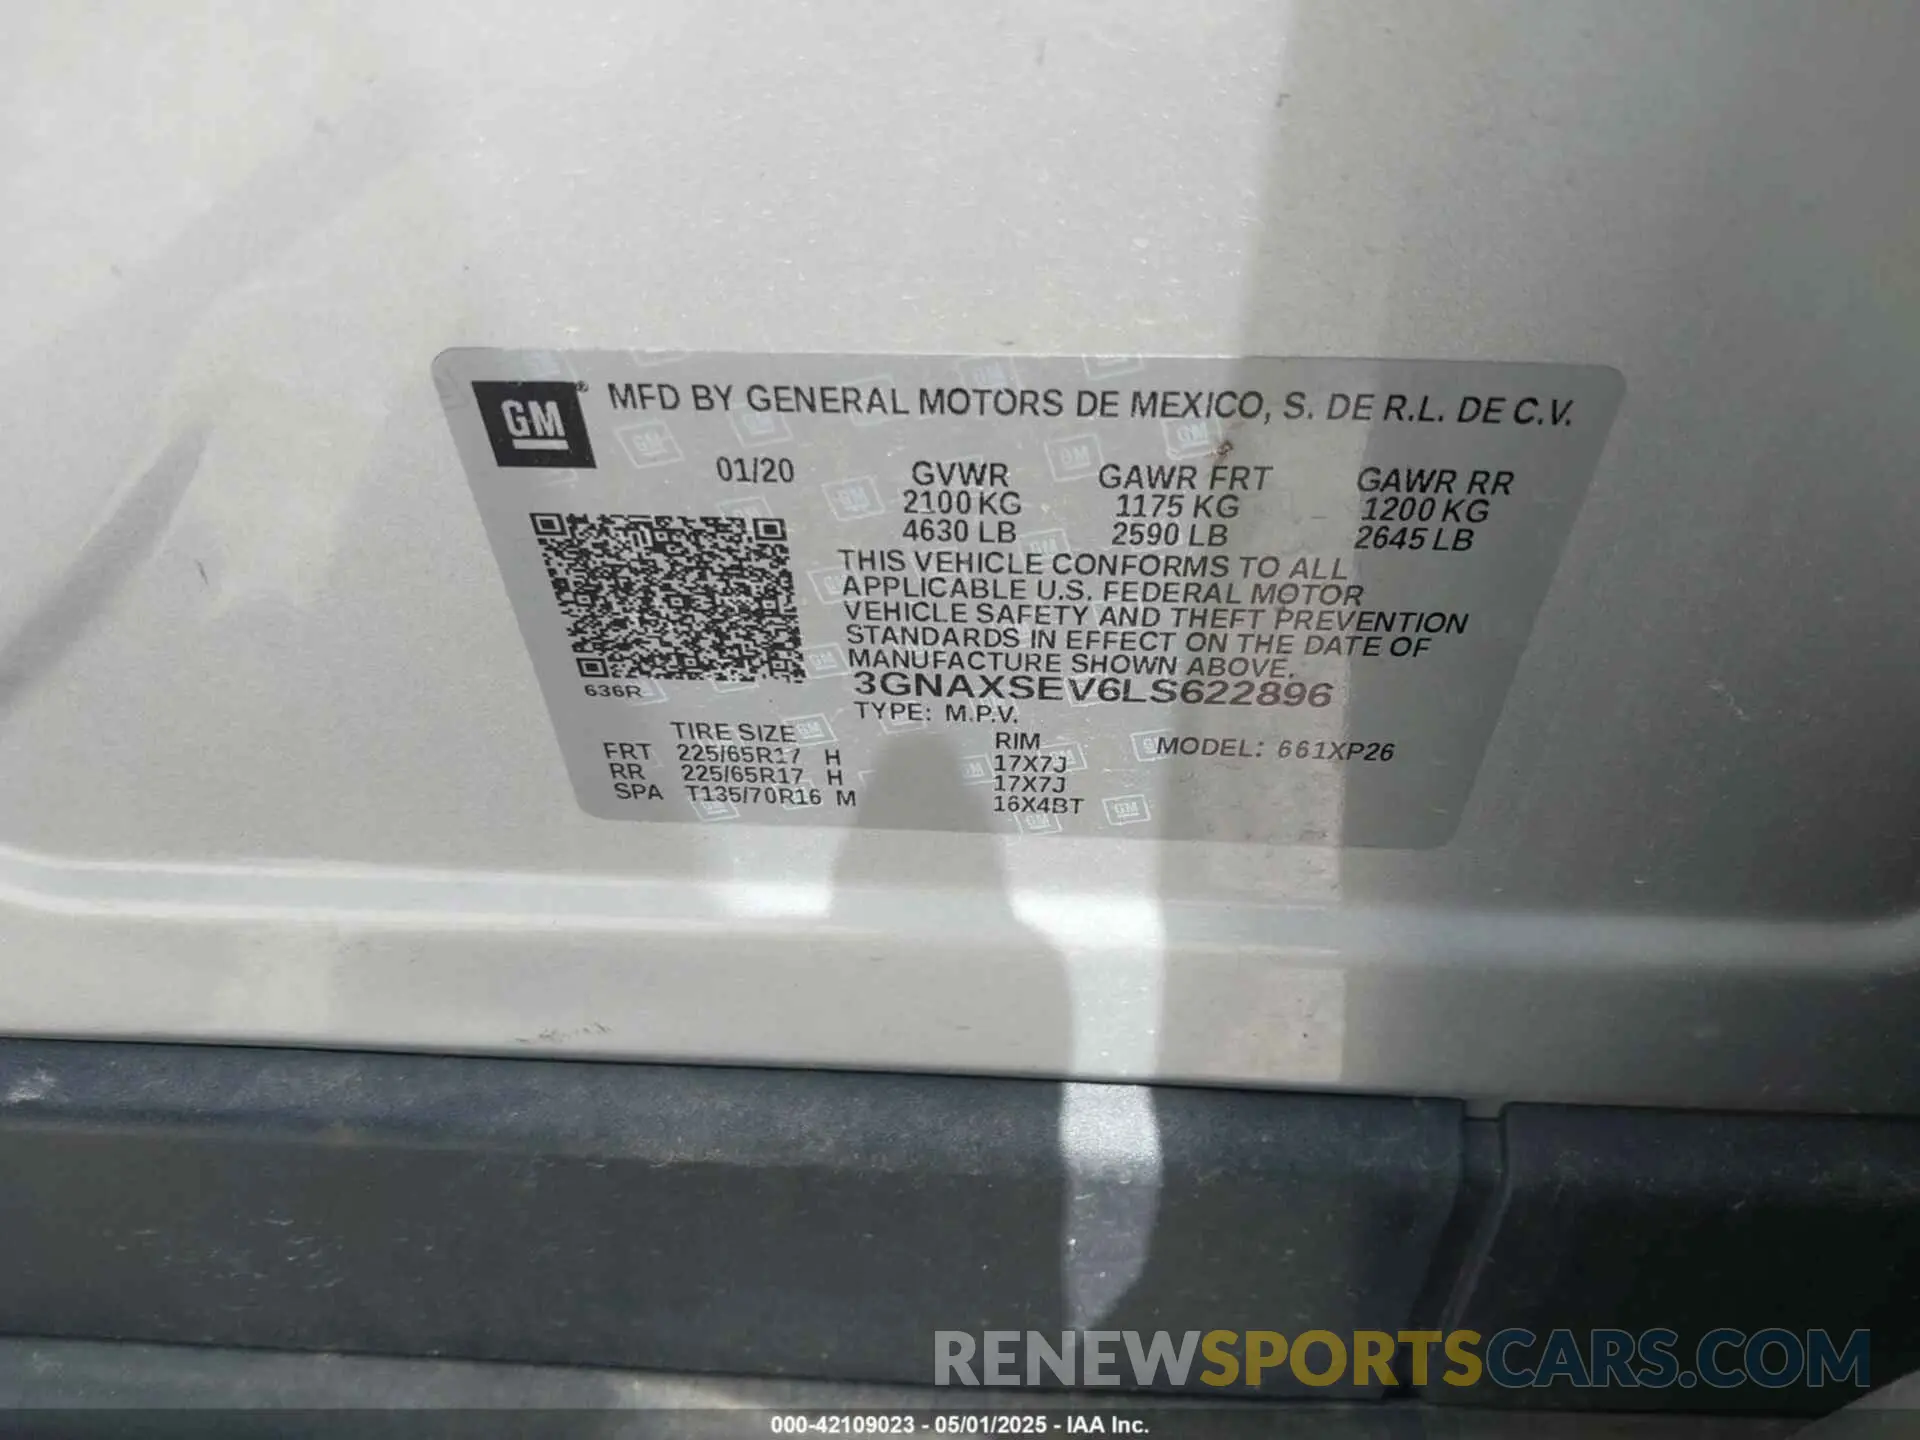 GM® MFD BY GENERAL MOTORS DE MEXICO, S. DE R.L. DE C.V.
01/20 GVWR GAWR FRT GAWR RR
2100 KG 1175 KG 1200 KG
4630 LB 2590 LB 2645 LB
THIS VEHICLE CONFORMS TO ALL
APPLICABLE U.S. FEDERAL MOTOR
VEHICLE SAFETY AND THEFT PREVENTION
STANDARDS IN EFFECT ON THE DATE OF
MANUFACTURE SHOWN ABOVE.
636R 3GNAXSEV6LS622896
TYPE: M.P.V.
TIRE SIZE RIM MODEL: 661XP26
FRT 225/65R17 H 17X7J
RR 225/65R17 H 17X7J
SPA T135/70R16 M 16X4BT
RENEWSPORTSCARS.COM
000-42109023 - 05/01/2025 - IAA Inc.